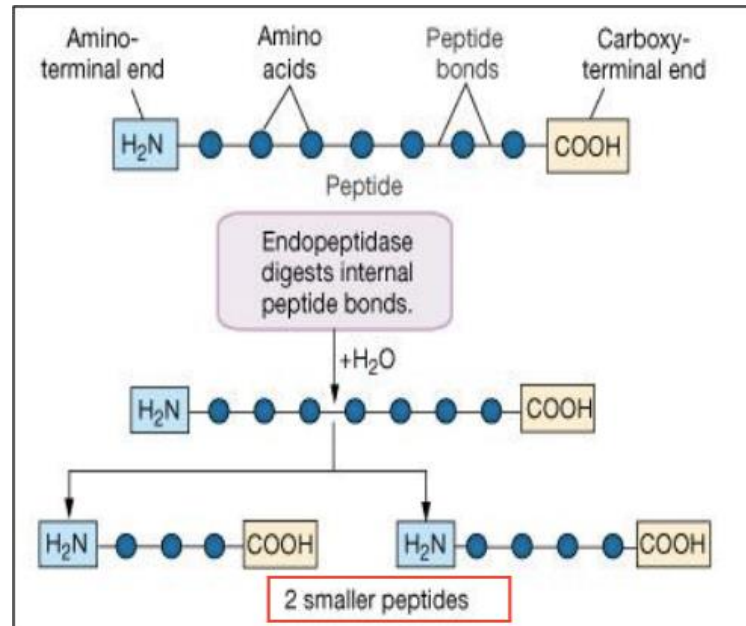 Amino-
terminal end
Amino
acids
Peptide
bonds
Carboxy-
terminal end
H₂N
COOH
Peptide
Endopeptidase
digests internal
peptide bonds.
+H₂O
H₂N
COOH
H₂N
COOH
H₂N
COOH
2 smaller peptides